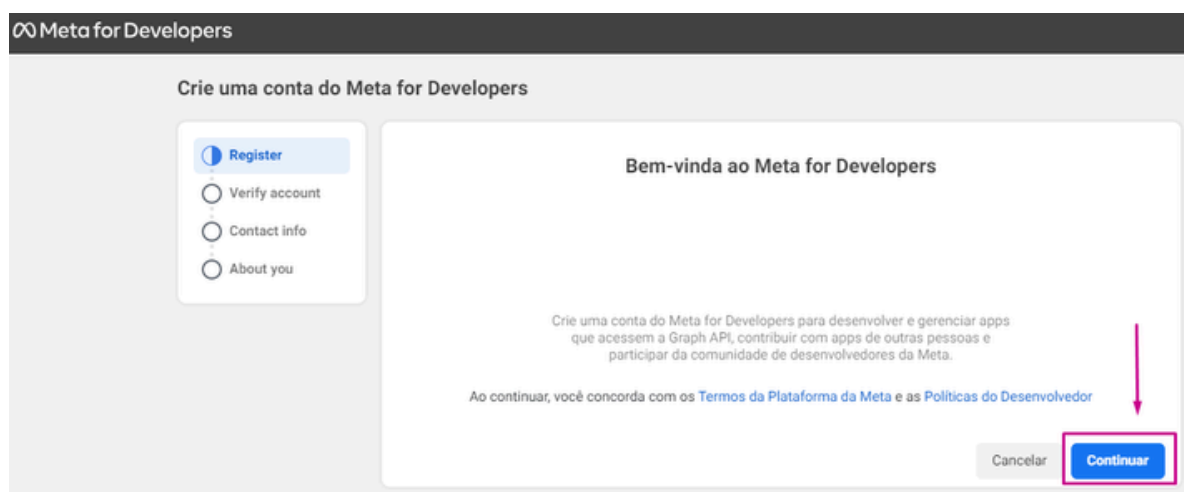 Meta for Developers
Crie uma conta do Meta for Developers
Register
Verify account
Contact info
About you
Bem-vinda ao Meta for Developers
Crie uma conta do Meta for Developers para desenvolver e gerenciar apps
que acessem a Graph API, contribuir com apps de outras pessoas e
participar da comunidade de desenvolvedores da Meta.
Ao continuar, você concorda com os Termos da Plataforma da Meta e as Políticas do Desenvolvedor
Cancelar
Continuar